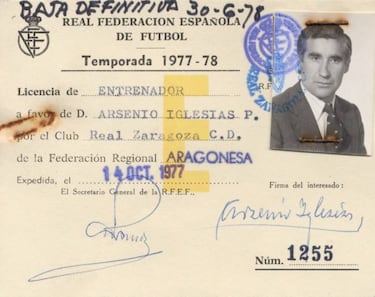 BAJA DEFINITIVA 30-6-78
REAL FEDERACION ESPAÑOLA
DE FUTBOL
Temporada 1977-78
Licencia de ENTRENADOR
a favor de D. ARSENIO IGLESIAS P.
por el Club Real Zaragoza C.D.
de la Federación Regional ARAGONESA
Expedida, 14 OCT. 1977
El Secretario General de la R.F.E.F.,
Firma del interesado:
Arsenio Iglesias
Núm. 1255
R.F.E.
REAL ZARAGOZA